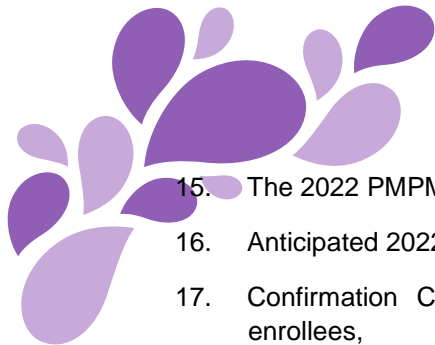 15. The 2022 PMPM
16. Anticipated 2022
17. Confirmation C
enrollees,